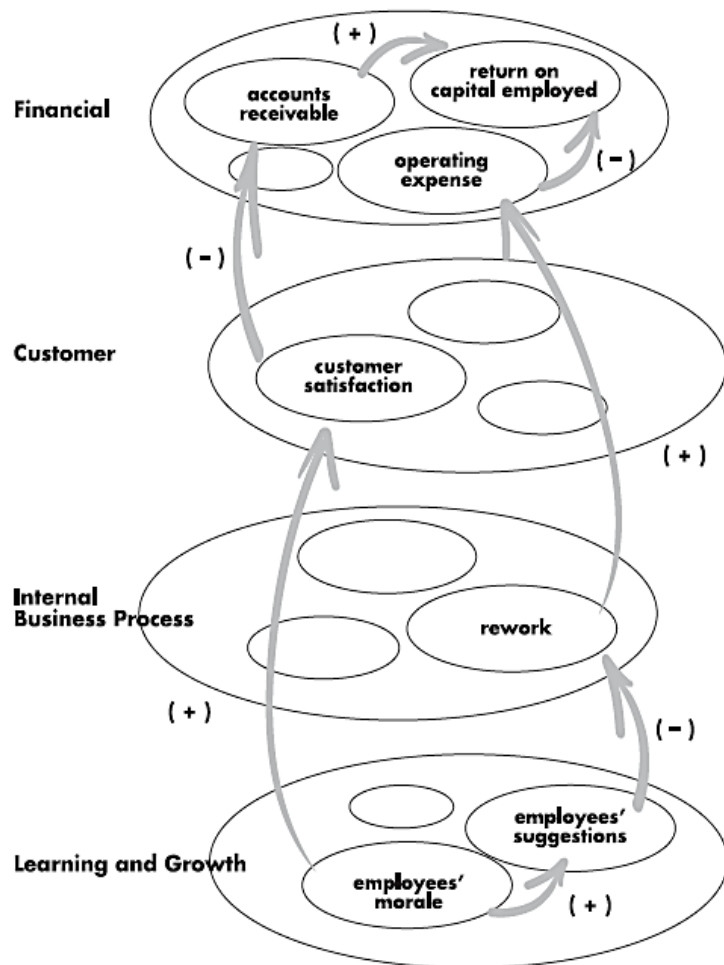 ( + )
Financial
accounts
receivable
return on
capital employed
operating
expense
( - )
( - )
Customer
customer
satisfaction
( + )
Internal
Business Process
rework
( + )
( - )
Learning and Growth
employees'
suggestions
employees'
morale
( + )